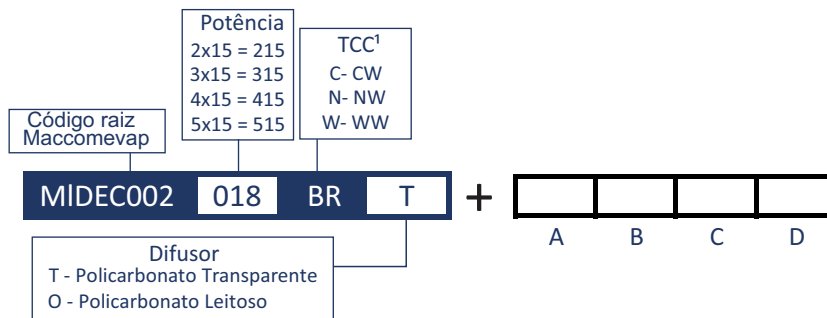 Potência
2x15 = 215
3x15 = 315
4x15 = 415
5x15 = 515
TCC¹
C- CW
N- NW
W- WW
Código raiz
Maccomevap
MIDEC002 018 BR T +
A B C D
Difusor
T - Policarbonato Transparente
O - Policarbonato Leitoso